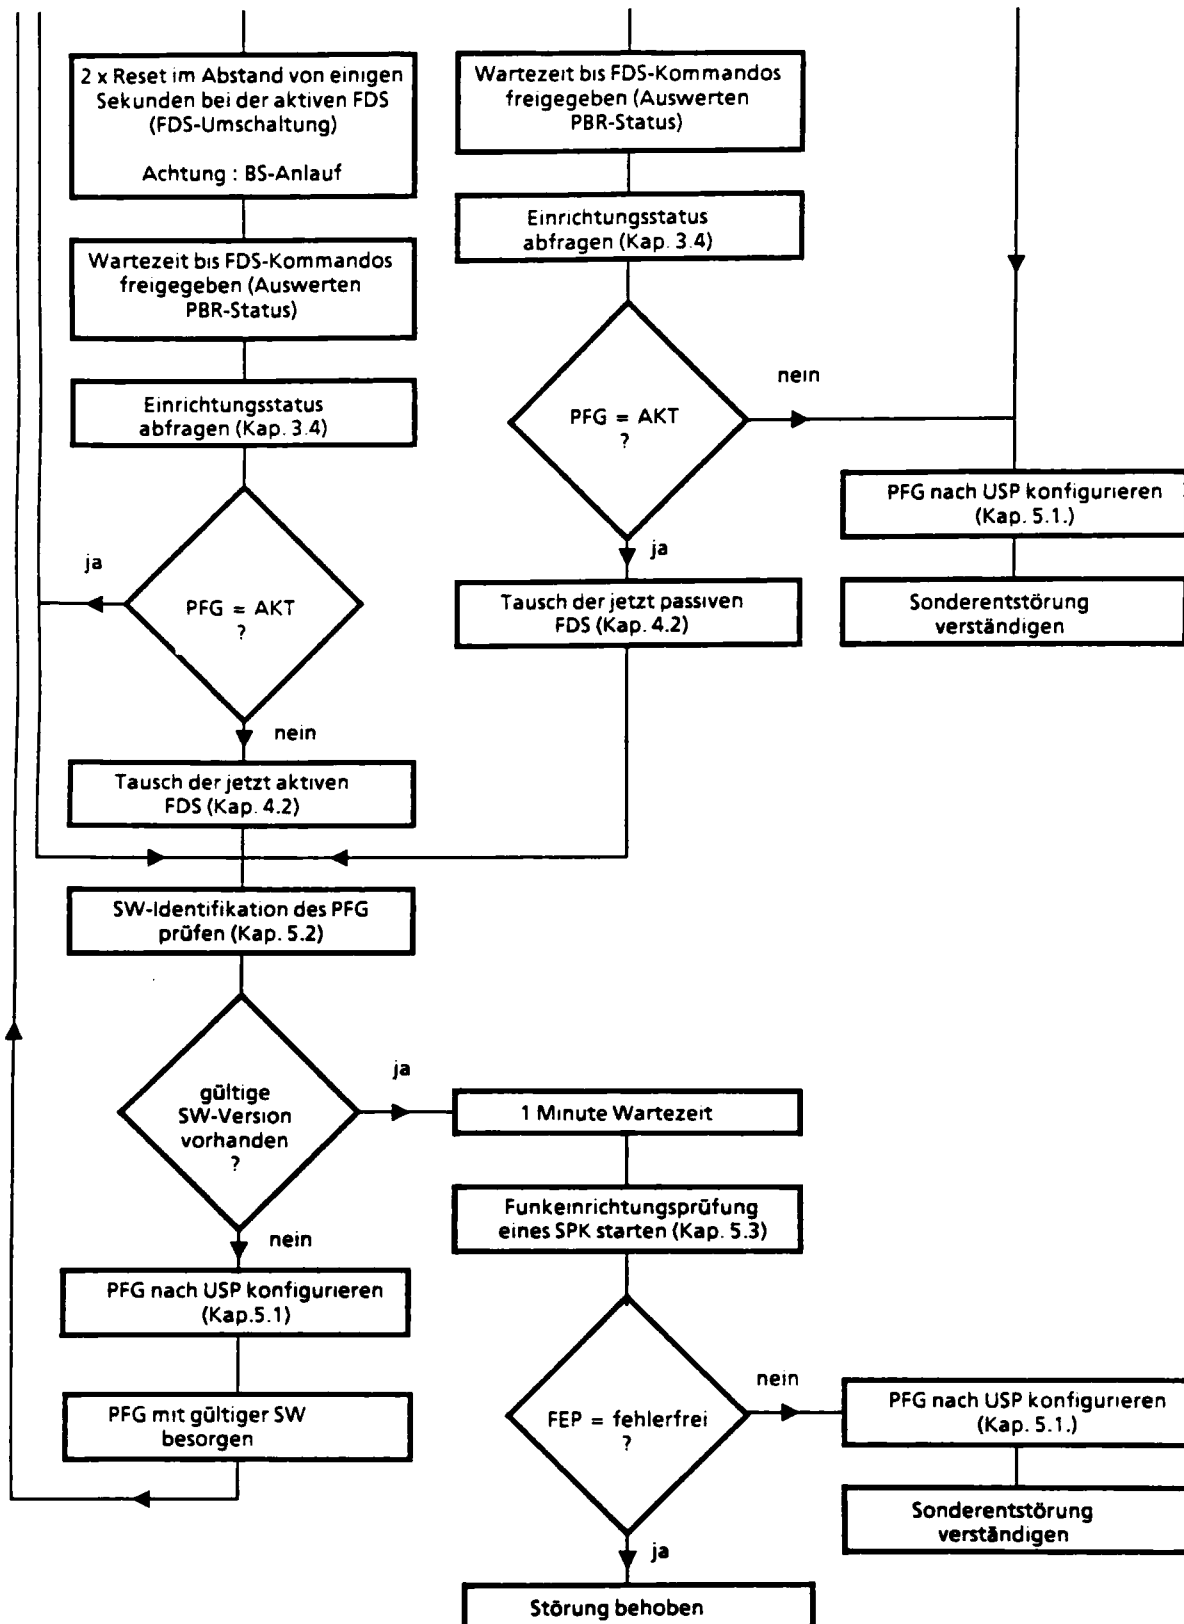 2 x Reset im Abstand von einigen
Sekunden bei der aktiven FDS
(FDS-Umschaltung)
Achtung : BS-Anlauf
Wartezeit bis FDS-Kommandos
freigegeben (Auswerten
PBR-Status)
Einrichtungsstatus
abfragen (Kap. 3.4)
ja
PFG = AKT
?
nein
Tausch der jetzt aktiven
FDS (Kap. 4.2)
Wartezeit bis FDS-Kommandos
freigegeben (Auswerten
PBR-Status)
Einrichtungsstatus
abfragen (Kap. 3.4)
nein
PFG = AKT
?
ja
Tausch der jetzt passiven
FDS (Kap. 4.2)
PFG nach USP konfigurieren
(Kap. 5.1.)
Sonderentstörung
verständigen
SW-Identifikation des PFG
prüfen (Kap. 5.2)
ja
gültige
SW-Version
vorhanden
?
nein
PFG nach USP konfigurieren
(Kap.5.1)
PFG mit gültiger SW
besorgen
1 Minute Wartezeit
Funkeinrichtungsprüfung
eines SPK starten (Kap. 5.3)
nein
FEP = fehlerfrei
?
ja
Störung behoben
PFG nach USP konfigurieren
(Kap. 5.1.)
Sonderentstörung
verständigen